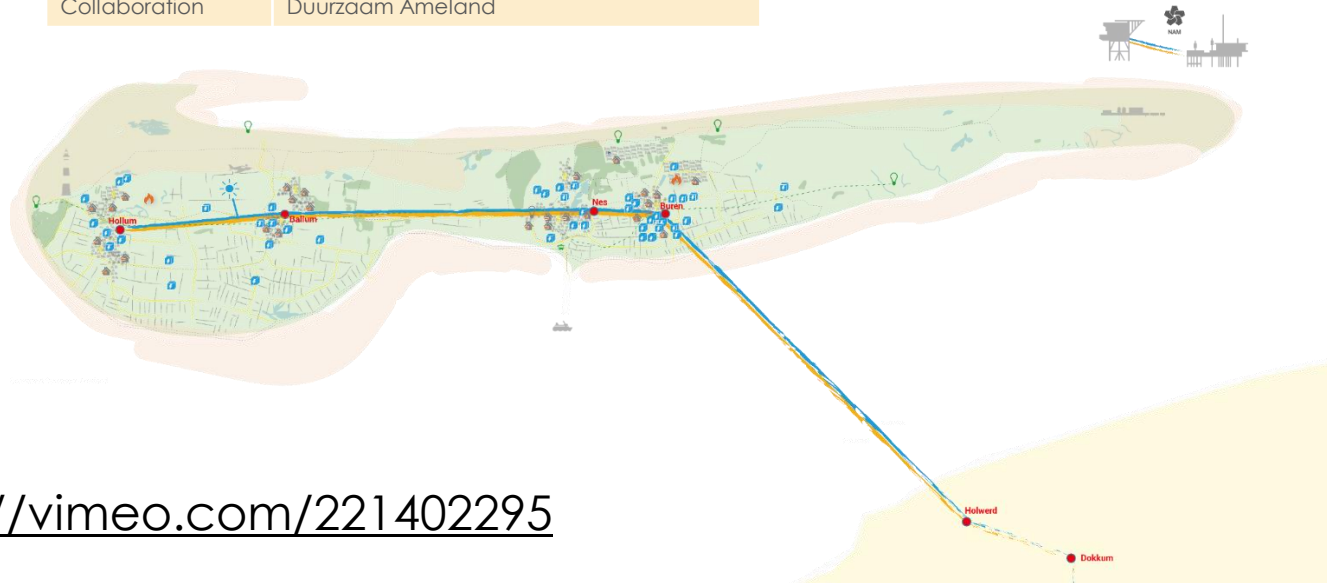 Collaboration Duurzaam Ameland
NAM
Hollum
Ballum
Nes
Buren
//vimeo.com/221402295
Holwerd
Dokkum